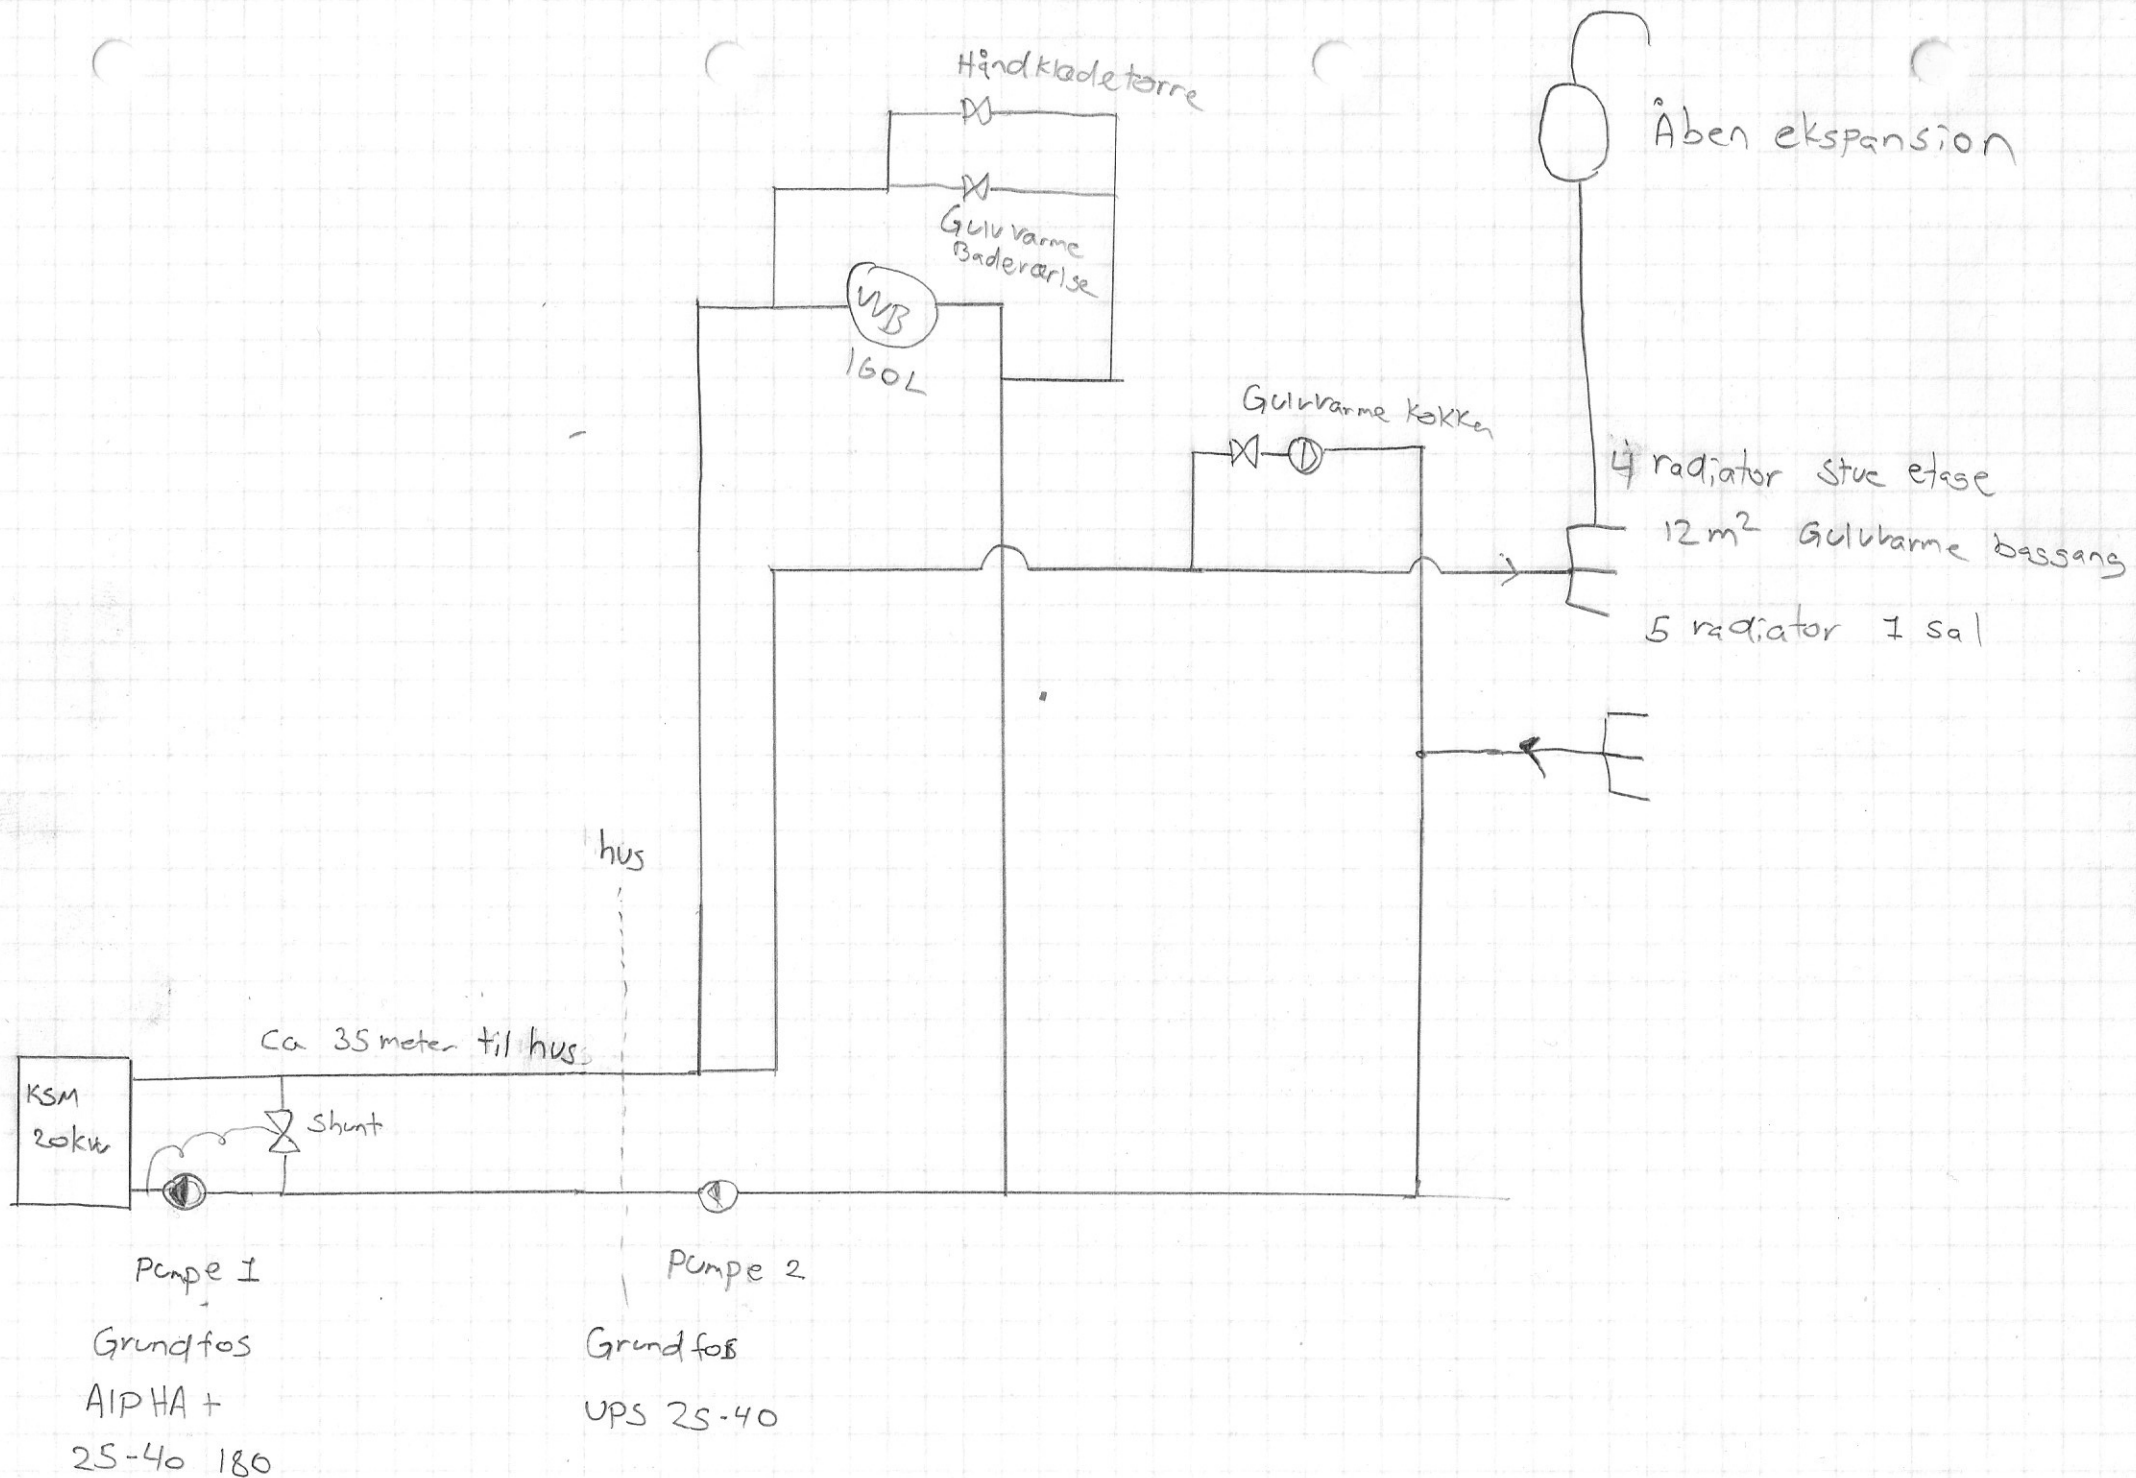 Håndklædetørre
Åben ekspansion
Gulvvarme
Badeværlse
VVB
160L
Gulvvarme køkken
4 radiator stue etage
12 m² Gulvvarme bassang
5 radiator 1 sal
hus
Ca 35 meter til hus
KSM
20kw
Shunt
Pumpe 1
Pumpe 2
Grundfos
ALPHA+
25-40 180
Grundfos
UPS 25-40